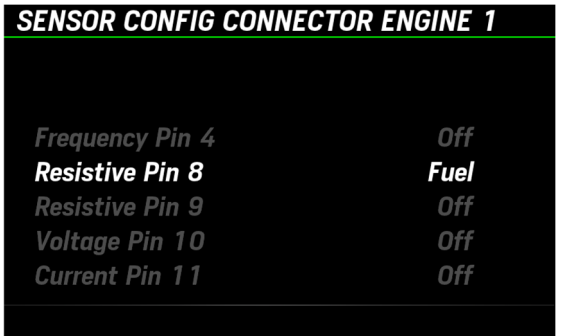 SENSOR CONFIG CONNECTOR ENGINE 1
Frequency Pin 4 Off
Resistive Pin 8 Fuel
Resistive Pin 9 Off
Voltage Pin 10 Off
Current Pin 11 Off